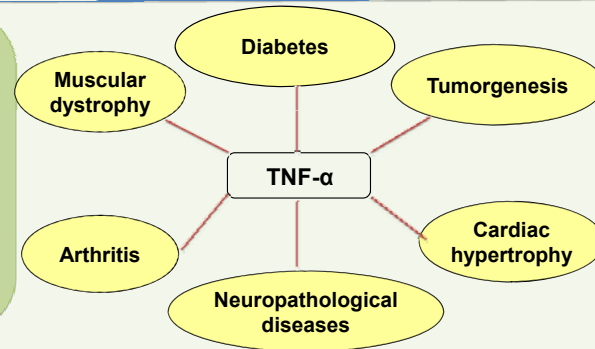 Diabetes
Muscular
dystrophy
Tumorgenesis
TNF-α
Arthritis
Cardiac
hypertrophy
Neuropathological
diseases